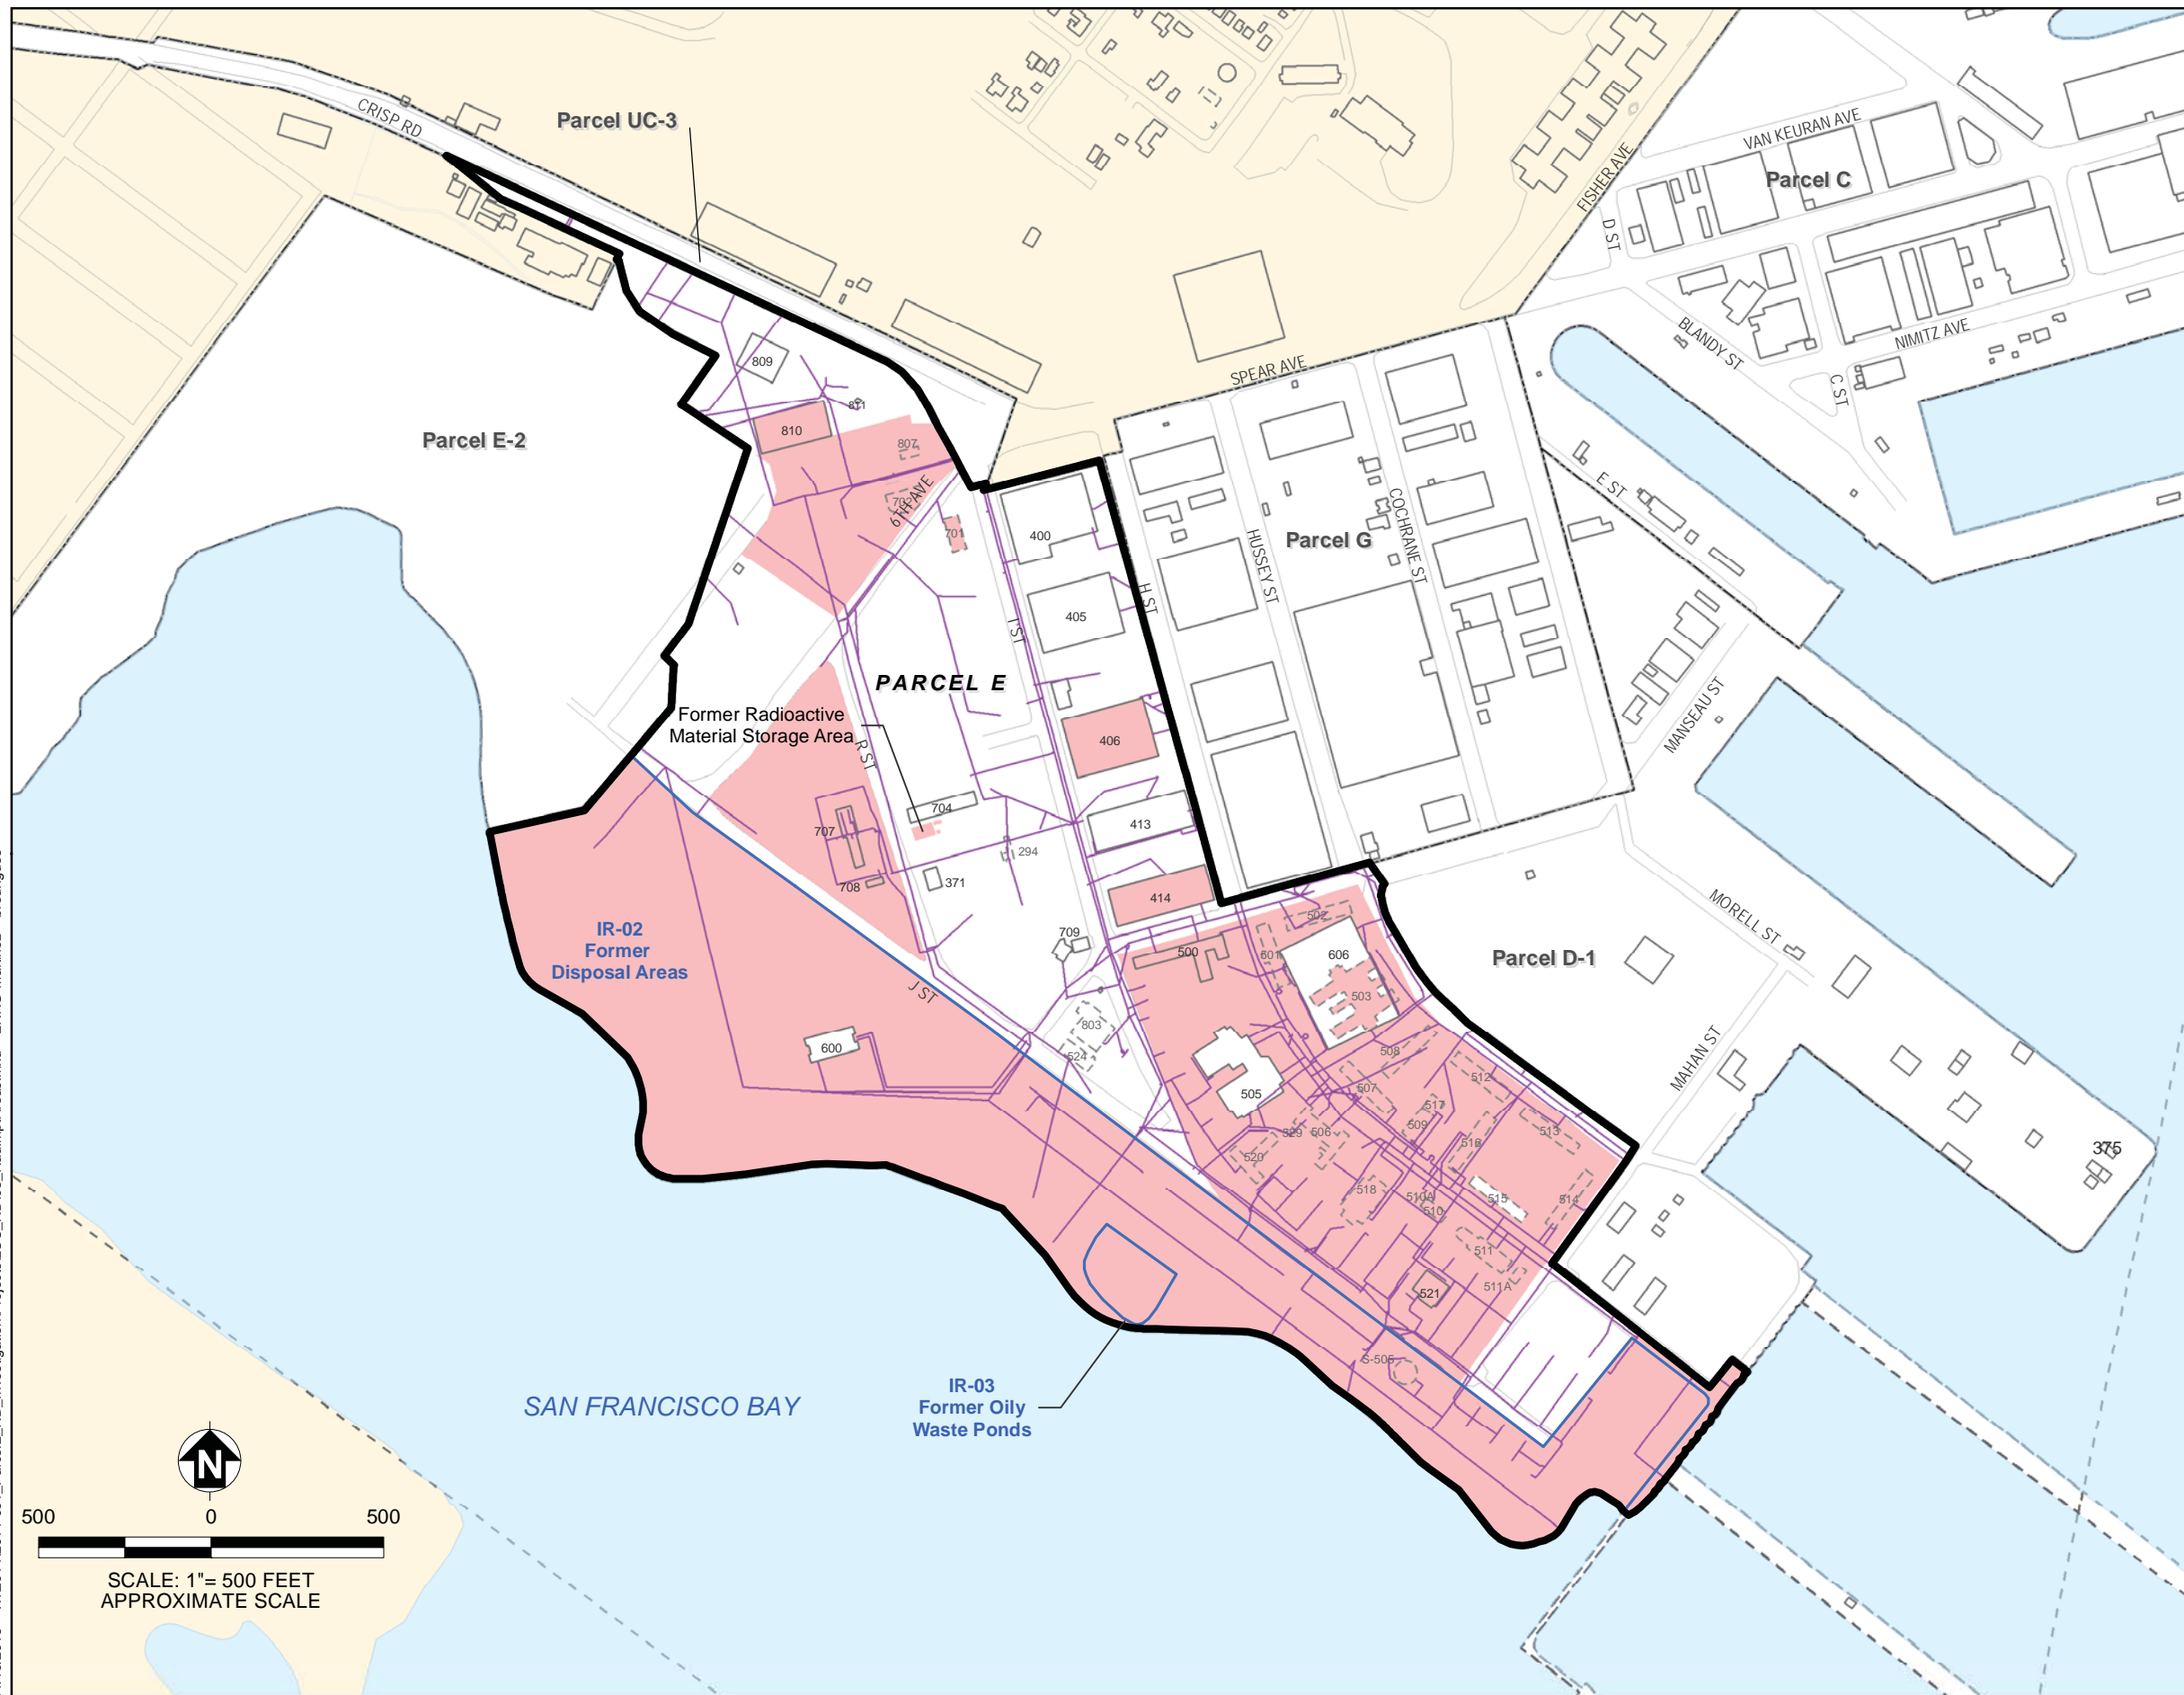 CRISP RD
Parcel UC-3
VAN KEURAN AVE
Parcel C
FISHER AVE
D ST
BLANDY ST
NIMITZ AVE
C ST
SPEAR AVE
809
811
810
807
Parcel E-2
6TH AVE
701
400
HUSSEY ST
COCHRANE ST
Parcel G
E ST
405
H ST
I ST
PARCEL E
Former Radioactive
Material Storage Area
R ST
406
MANSEAU ST
704
707
413
294
708
371
414
IR-02
Former
Disposal Areas
709
500
502
501
606
503
MORELL ST
Parcel D-1
J ST
803
524
600
505
508
507
512
517
509
513
516
529
506
520
MAHAN ST
375
518
510A
510
515
514
511
511A
521
S-505
SAN FRANCISCO BAY
IR-03
Former Oily
Waste Ponds
N
500 0 500
SCALE: 1"= 500 FEET
APPROXIMATE SCALE